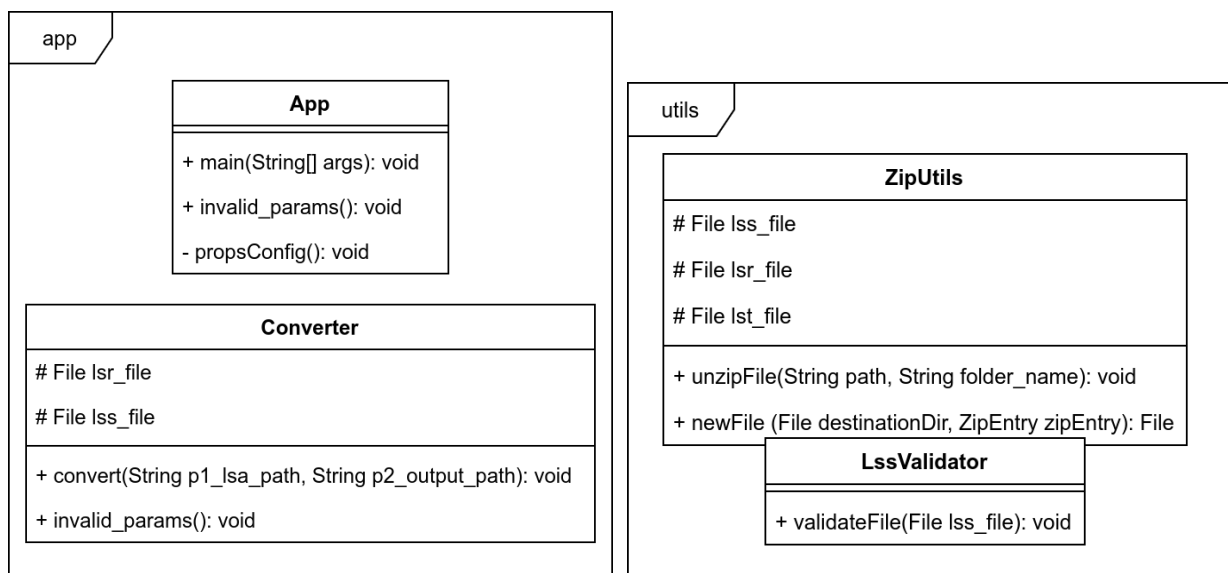 app
App
+ main(String[] args): void
+ invalid_params(): void
- propsConfig(): void
Converter
# File lsr_file
# File lss_file
+ convert(String p1_lsa_path, String p2_output_path): void
+ invalid_params(): void
utils
ZipUtils
# File lss_file
# File lsr_file
# File lst_file
+ unzipFile(String path, String folder_name): void
+ newFile (File destinationDir, ZipEntry zipEntry): File
LssValidator
+ validateFile(File lss_file): void